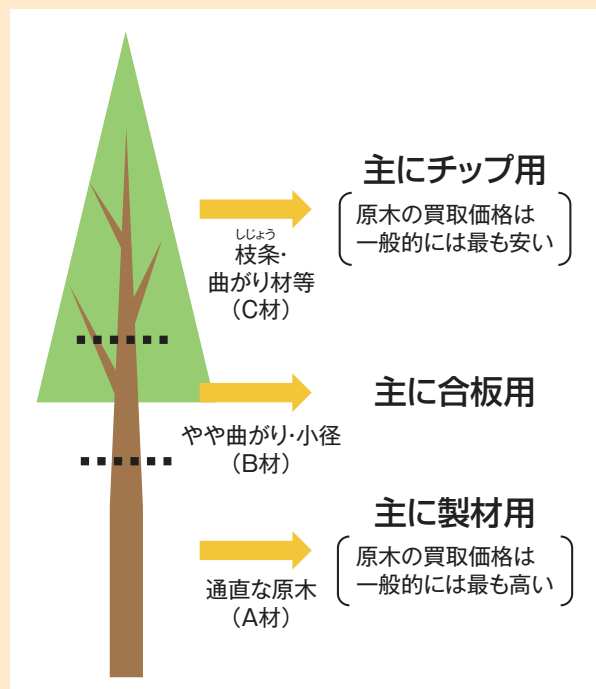 主にチップ用
原木の買取価格は
一般的には最も安い
しじょう
枝条・
曲がり材等
（C材）
主に合板用
やや曲がり・小径
（B材）
主に製材用
原木の買取価格は
一般的には最も高い
通直な原木
（A材）